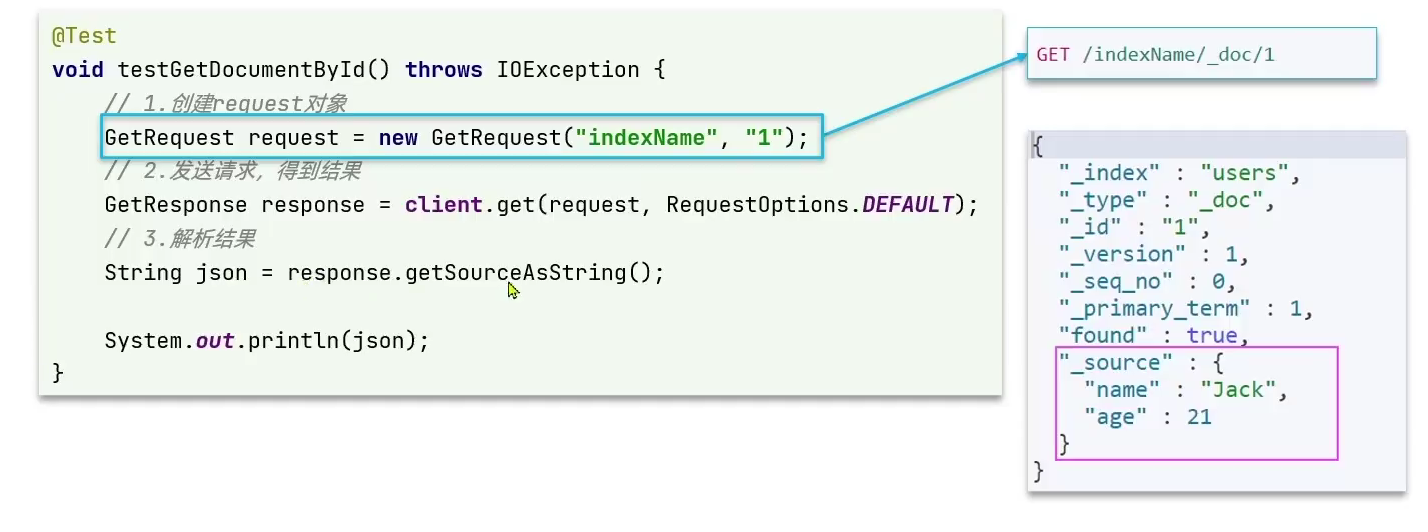 @Test
void testGetDocumentById() throws IOException {
    // 1.创建request对象
    GetRequest request = new GetRequest("indexName", "1");
    // 2.发送请求，得到结果
    GetResponse response = client.get(request, RequestOptions.DEFAULT);
    // 3.解析结果
    String json = response.getSourceAsString();
    System.out.println(json);
}
GET /indexName/_doc/1
{
  "_index" : "users",
  "_type" : "_doc",
  "_id" : "1",
  "_version" : 1,
  "_seq_no" : 0,
  "_primary_term" : 1,
  "found" : true,
  "_source" : {
    "name" : "Jack",
    "age" : 21
  }
}